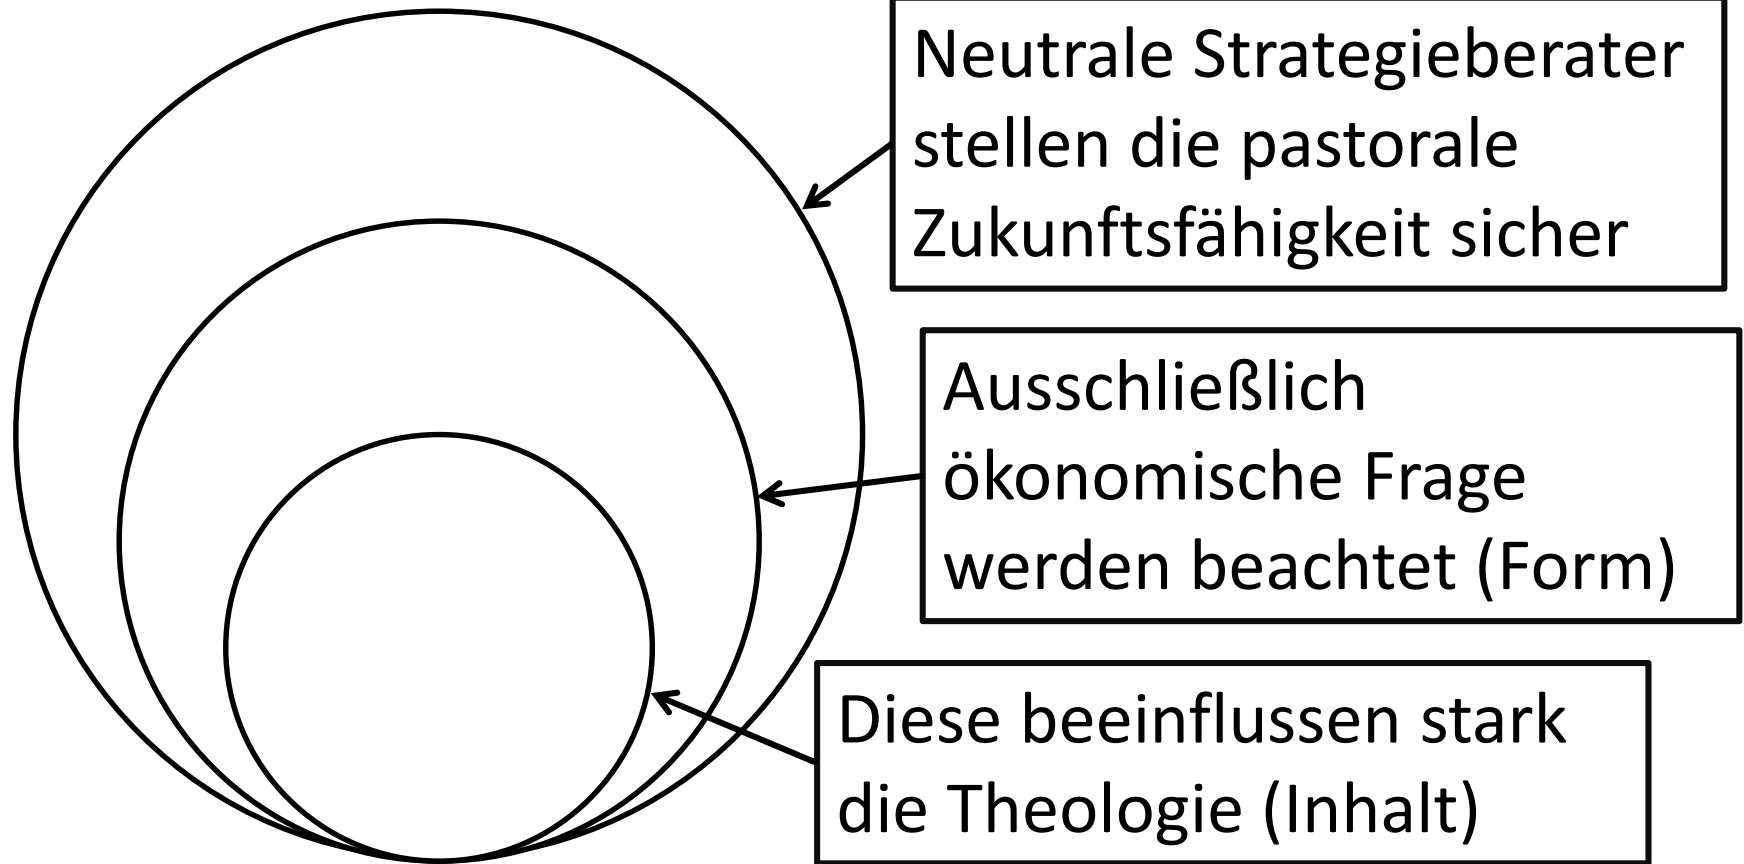 Neutrale Strategieberater
stellen die pastorale
Zukunftsfähigkeit sicher
Ausschließlich
ökonomische Frage
werden beachtet (Form)
Diese beeinflussen stark
die Theologie (Inhalt)